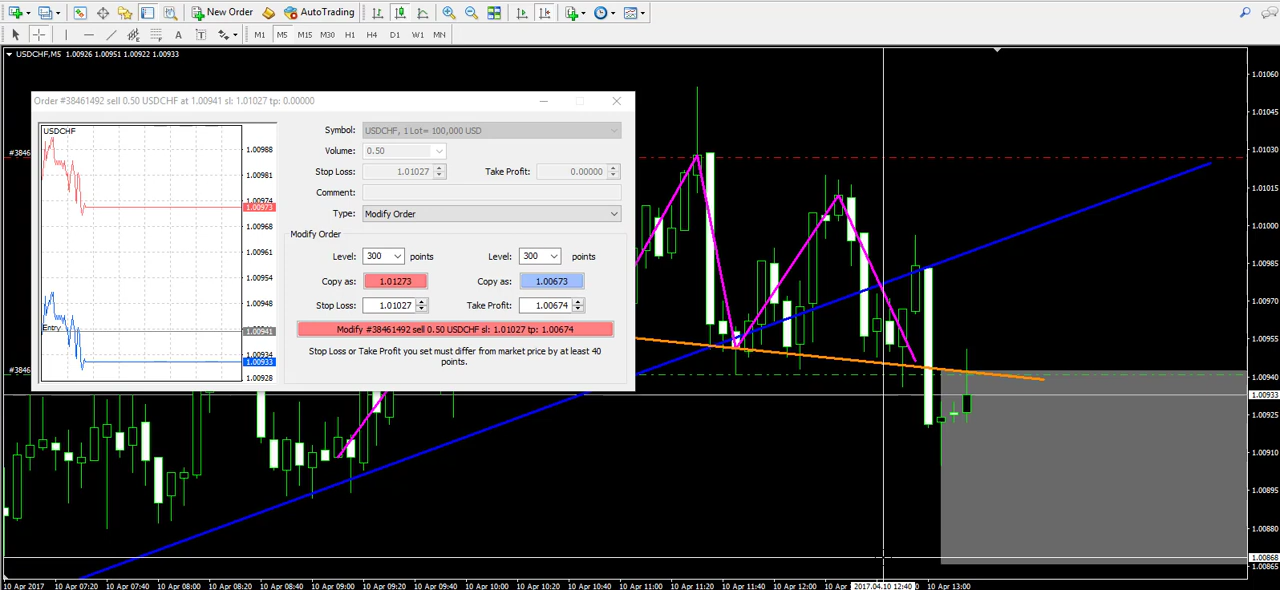 New Order
AutoTrading
A
T
M1 M5 M15 M30 H1 H4 D1 W1 MN
USDCHF,M5 1.00926 1.00951 1.00922 1.00933
Order #38461492 sell 0.50 USDCHF at 1.00941 sl: 1.01027 tp: 0.00000
USDCHF
1.00988
1.00981
1.00974
1.00973
1.00968
1.00961
1.00954
1.00948
Entry
1.00941
1.00934
1.00933
1.00928
Symbol: USDCHF, 1 Lot= 100,000 USD
Volume: 0.50
Stop Loss: 1.01027 Take Profit: 0.00000
Comment:
Type: Modify Order
Modify Order
Level: 300 points Level: 300 points
Copy as: 1.01273 Copy as: 1.00673
Stop Loss: 1.01027 Take Profit: 1.00674
Modify #38461492 sell 0.50 USDCHF sl: 1.01027 tp: 1.00674
Stop Loss or Take Profit you set must differ from market price by at least 40
points.
#3846
#3846
1.01060
1.01045
1.01030
1.01015
1.01000
1.00985
1.00970
1.00955
1.00940
1.00933
1.00925
1.00910
1.00895
1.00880
1.00868
1.00865
10 Apr 2017 10 Apr 07:20 10 Apr 07:40 10 Apr 08:00 10 Apr 08:20 10 Apr 08:40 10 Apr 09:00 10 Apr 09:20 10 Apr 09:40 10 Apr 10:00 10 Apr 10:20 10 Apr 10:40 10 Apr 11:00 10 Apr 11:20 10 Apr 11:40 10 Apr 12:00 10 Apr 2017.04.10 12:40 10 Apr 13:00